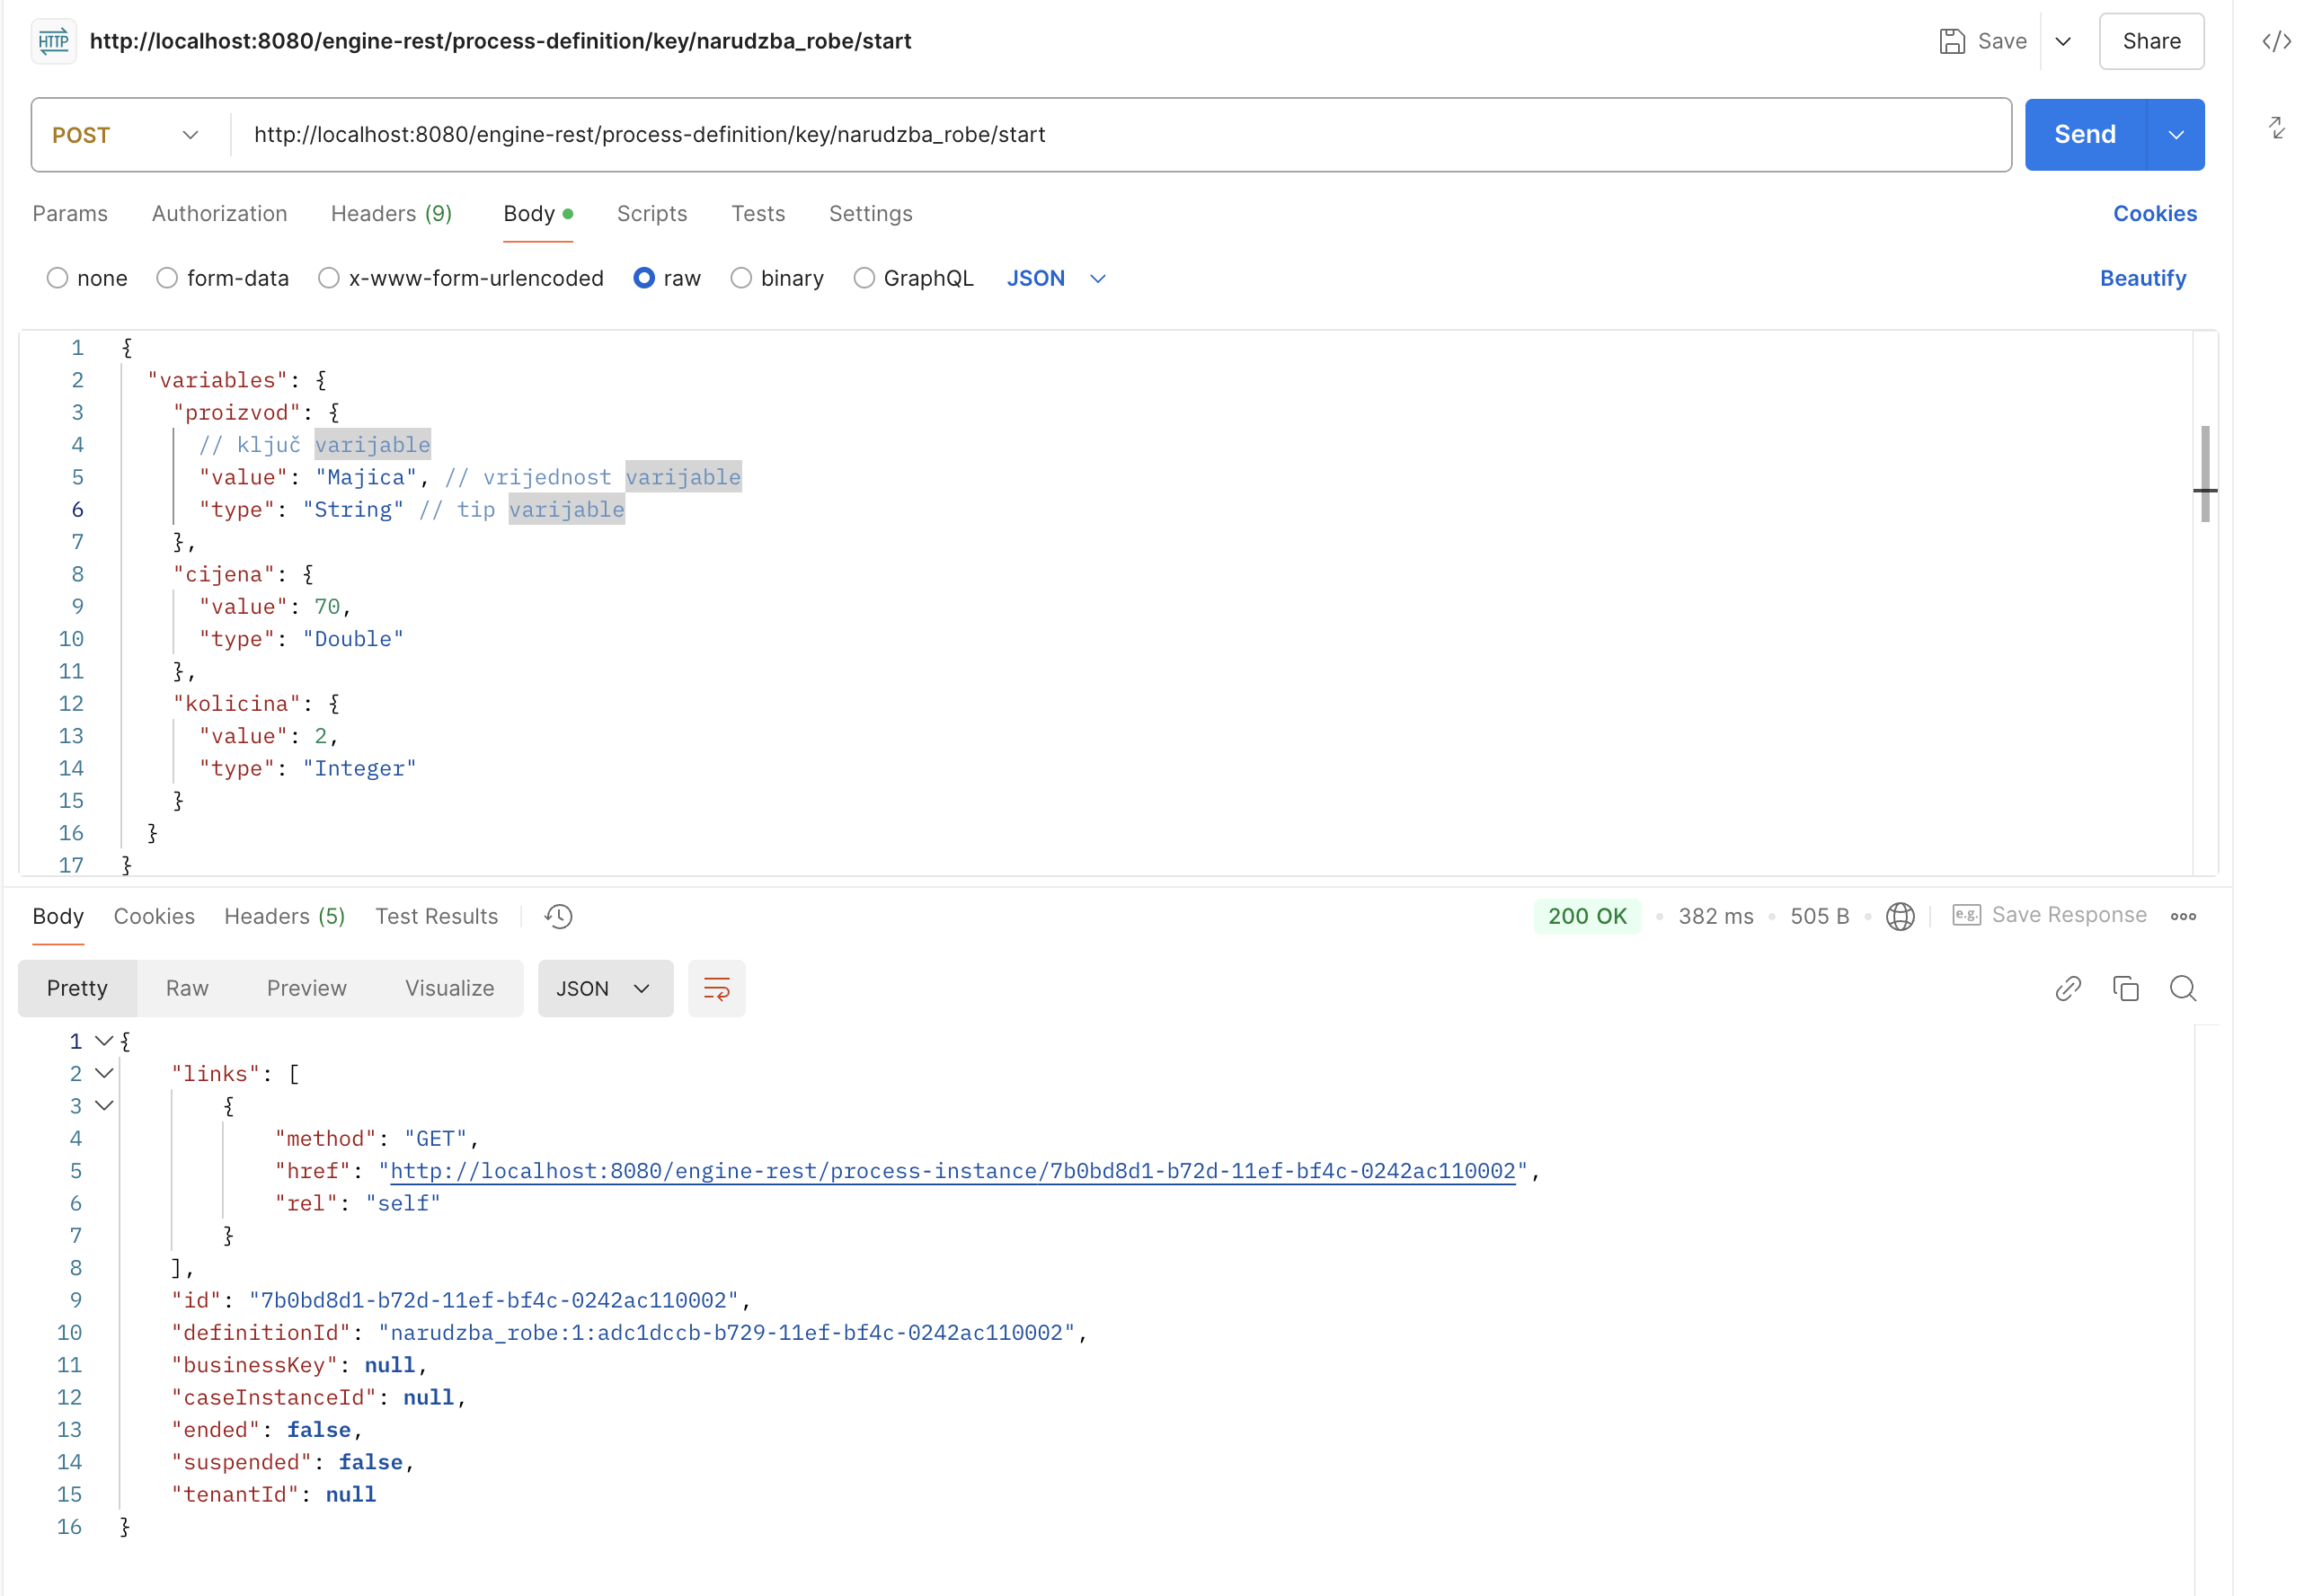 HTTP http://localhost:8080/engine-rest/process-definition/key/narudzba_robe/start Save Share
POST http://localhost:8080/engine-rest/process-definition/key/narudzba_robe/start Send
Params Authorization Headers (9) Body Scripts Tests Settings Cookies
none form-data x-www-form-urlencoded raw binary GraphQL JSON Beautify
1 {
2 "variables": {
3 "proizvod": {
4 // ključ varijable
5 "value": "Majica", // vrijednost varijable
6 "type": "String" // tip varijable
7 },
8 "cijena": {
9 "value": 70,
10 "type": "Double"
11 },
12 "kolicina": {
13 "value": 2,
14 "type": "Integer"
15 }
16 }
17 }
Body Cookies Headers (5) Test Results 200 OK 382 ms 505 B e.g. Save Response
Pretty Raw Preview Visualize JSON
1 {
2 "links": [
3 {
4 "method": "GET",
5 "href": "http://localhost:8080/engine-rest/process-instance/7b0bd8d1-b72d-11ef-bf4c-0242ac110002",
6 "rel": "self"
7 }
8 ],
9 "id": "7b0bd8d1-b72d-11ef-bf4c-0242ac110002",
10 "definitionId": "narudzba_robe:1:adc1dccb-b729-11ef-bf4c-0242ac110002",
11 "businessKey": null,
12 "caseInstanceId": null,
13 "ended": false,
14 "suspended": false,
15 "tenantId": null
16 }